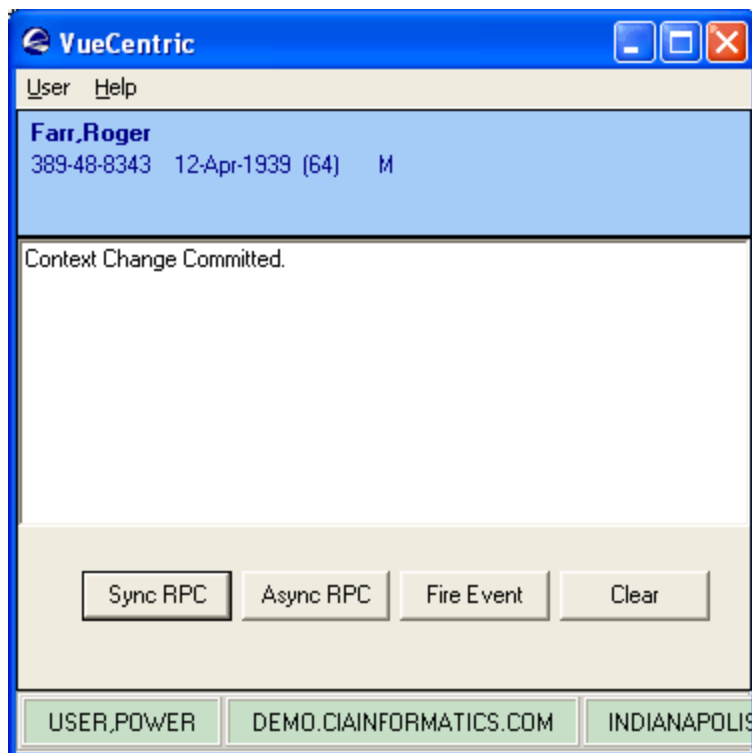 VueCentric
User Help
Farr,Roger
389-48-8343 12-Apr-1939 (64) M
Context Change Committed.
Sync RPC Async RPC Fire Event Clear
USER,POWER DEMO.CIAINFORMATICS.COM INDIANAPOLIS